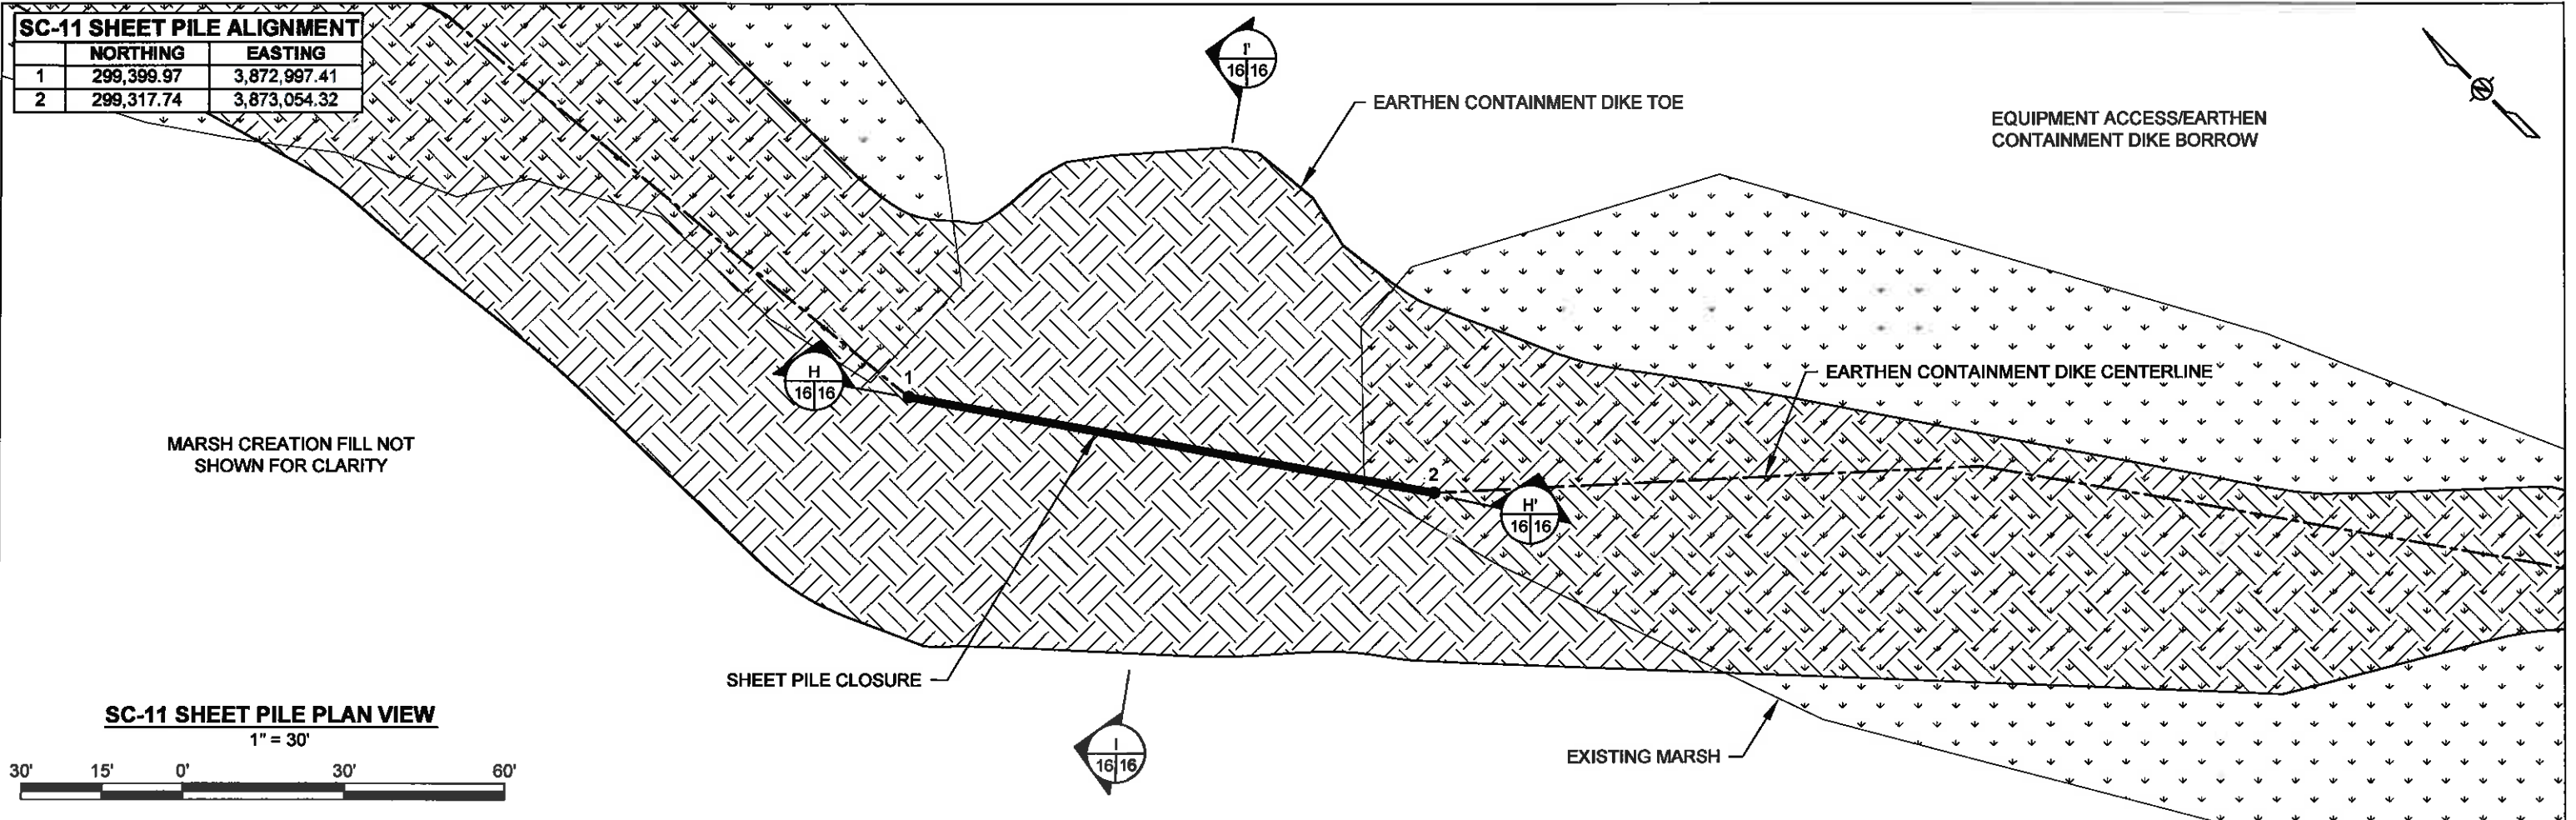 SC-11 SHEET PILE ALIGNMENT
NORTHING EASTING
1 299,399.97 3,872,997.41
2 299,317.74 3,873,054.32
I'
16 16
EARTHEN CONTAINMENT DIKE TOE
EQUIPMENT ACCESS/EARTHEN
CONTAINMENT DIKE BORROW
N
H
16 16
1
EARTHEN CONTAINMENT DIKE CENTERLINE
MARSH CREATION FILL NOT
SHOWN FOR CLARITY
2
H'
16 16
SHEET PILE CLOSURE
SC-11 SHEET PILE PLAN VIEW
1" = 30'
30' 15' 0' 30' 60'
I
16 16
EXISTING MARSH